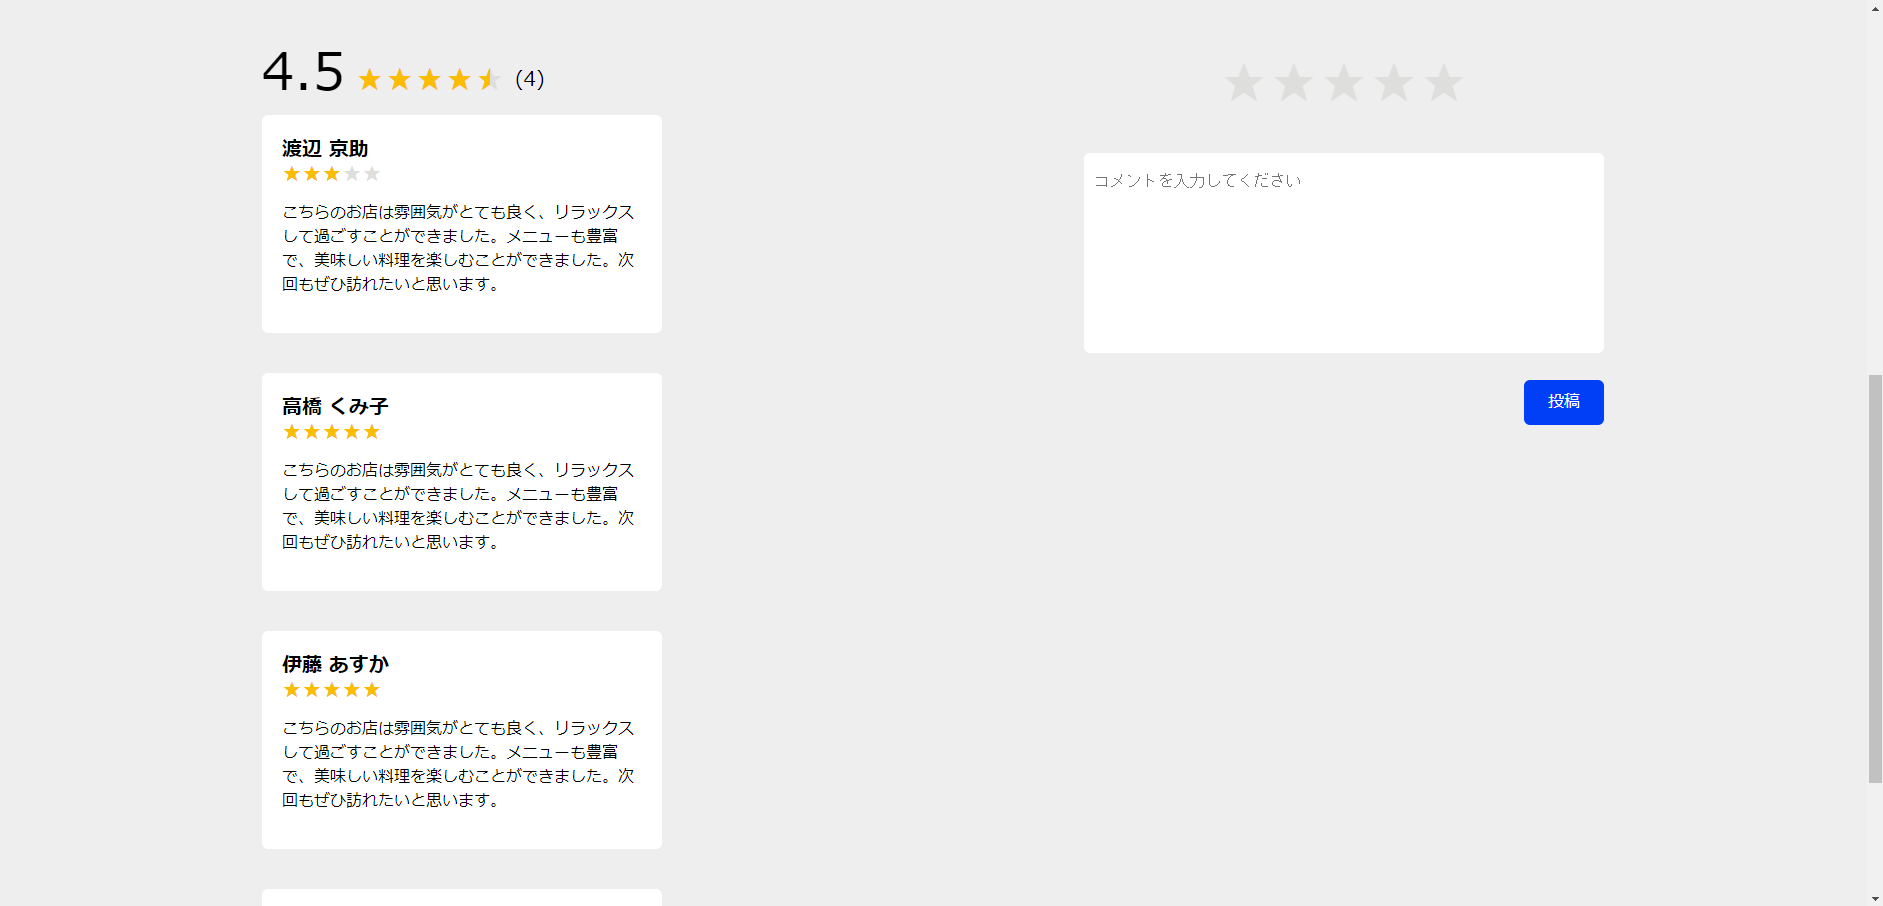 4.5 ★★★★★ (4)
渡辺 京助
★★★★★
こちらのお店は雰囲気がとても良く、リラックス
して過ごすことができました。メニューも豊富
で、美味しい料理を楽しむことができました。次
回もぜひ訪れたいと思います。
高橋 くみ子
★★★★★
こちらのお店は雰囲気がとても良く、リラックス
して過ごすことができました。メニューも豊富
で、美味しい料理を楽しむことができました。次
回もぜひ訪れたいと思います。
伊藤 あすか
★★★★★
こちらのお店は雰囲気がとても良く、リラックス
して過ごすことができました。メニューも豊富
で、美味しい料理を楽しむことができました。次
回もぜひ訪れたいと思います。
★★★★★
コメントを入力してください
投稿